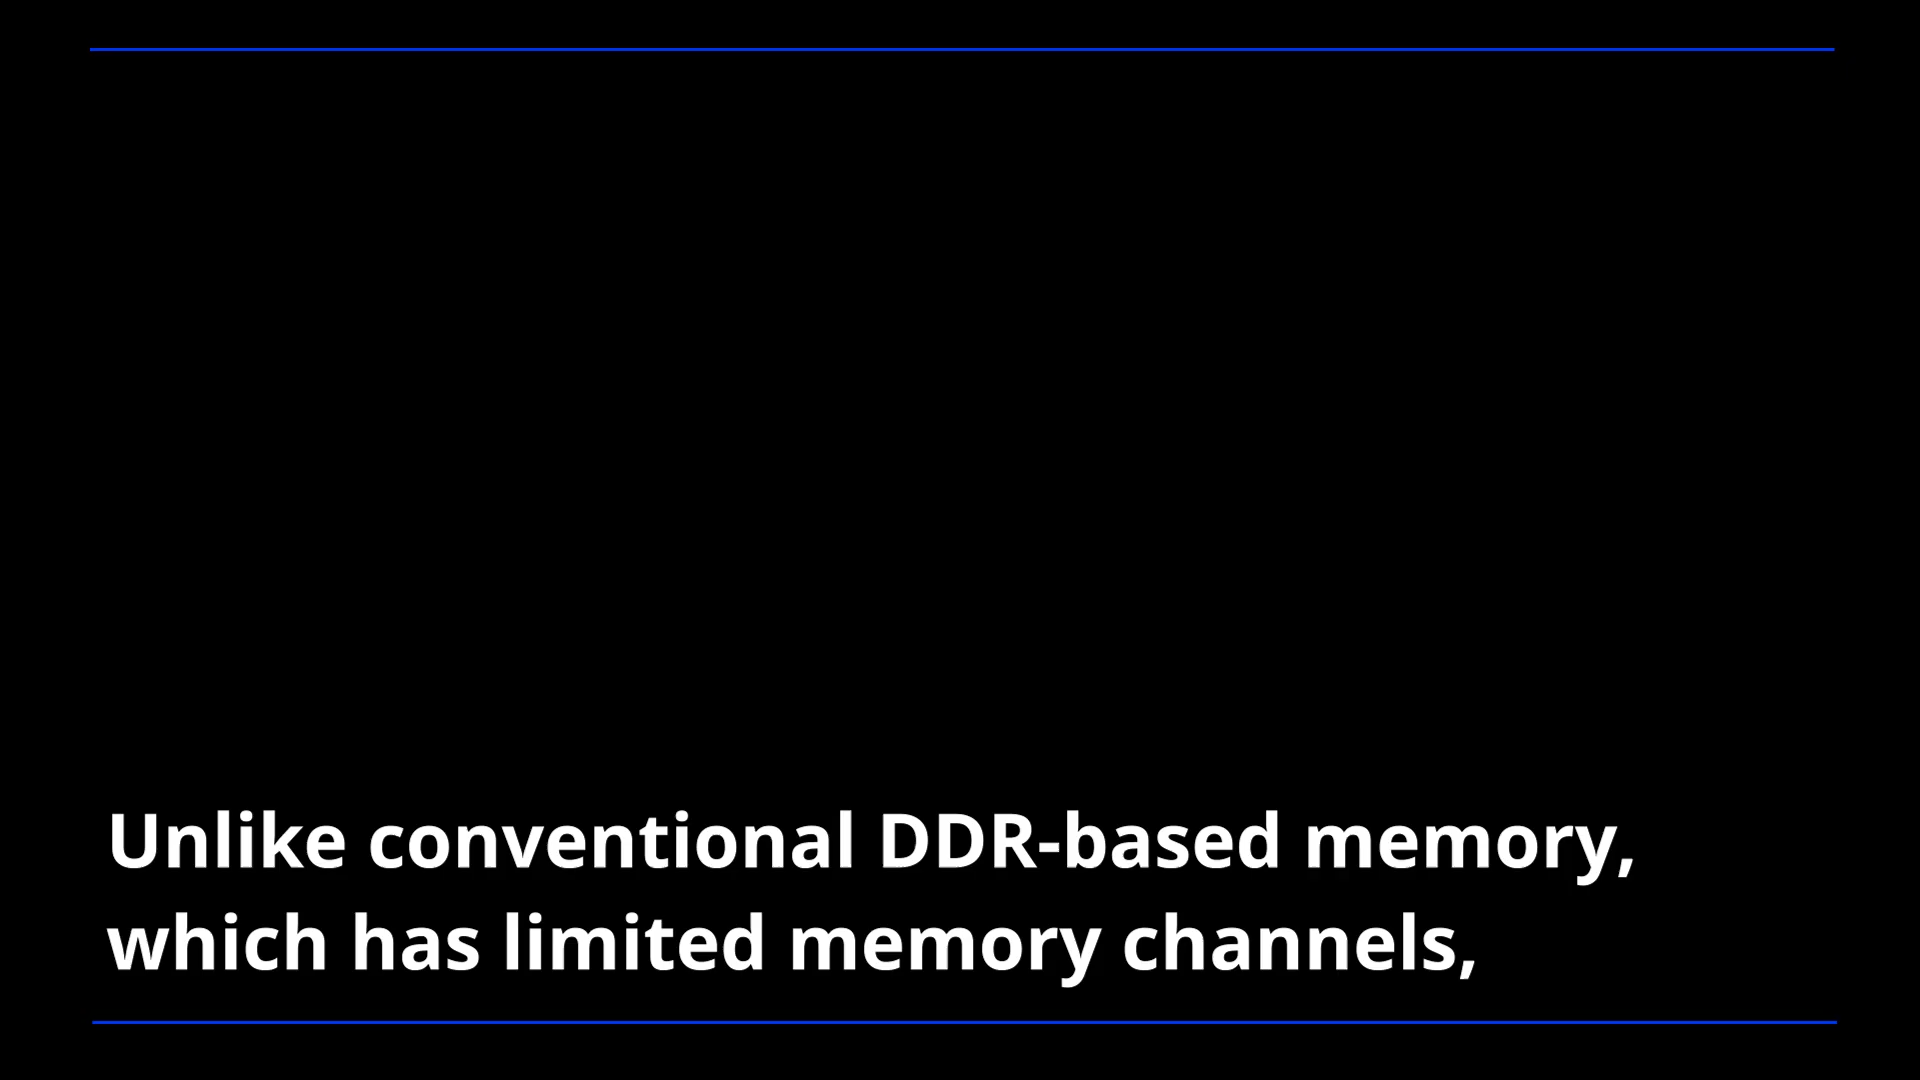 Unlike conventional DDR-based memory,
which has limited memory channels,